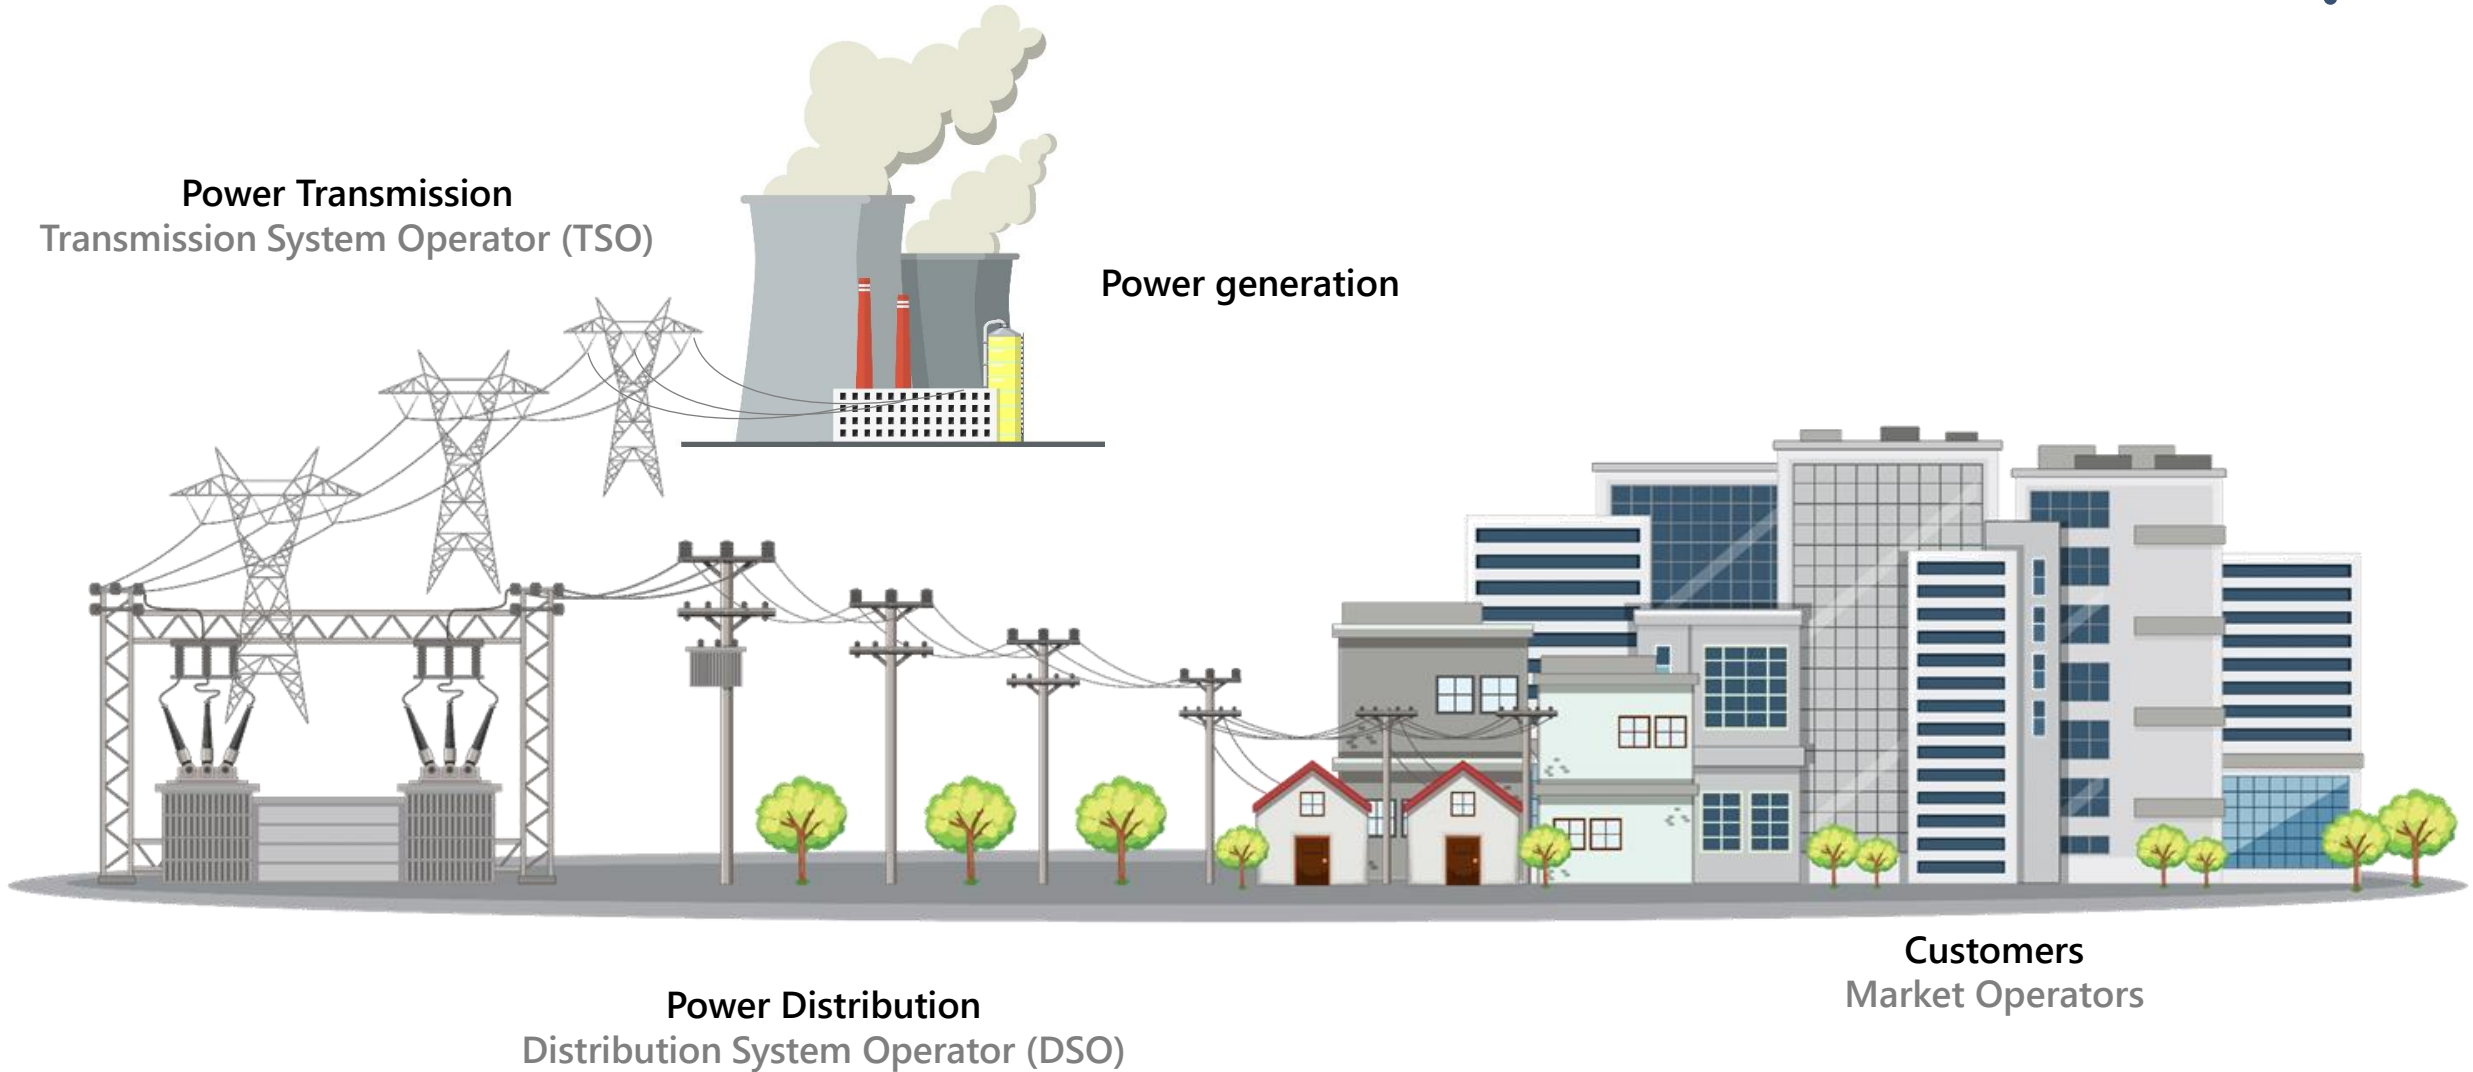 Power Transmission
Transmission System Operator (TSO)
Power generation
Customers
Market Operators
Power Distribution
Distribution System Operator (DSO)